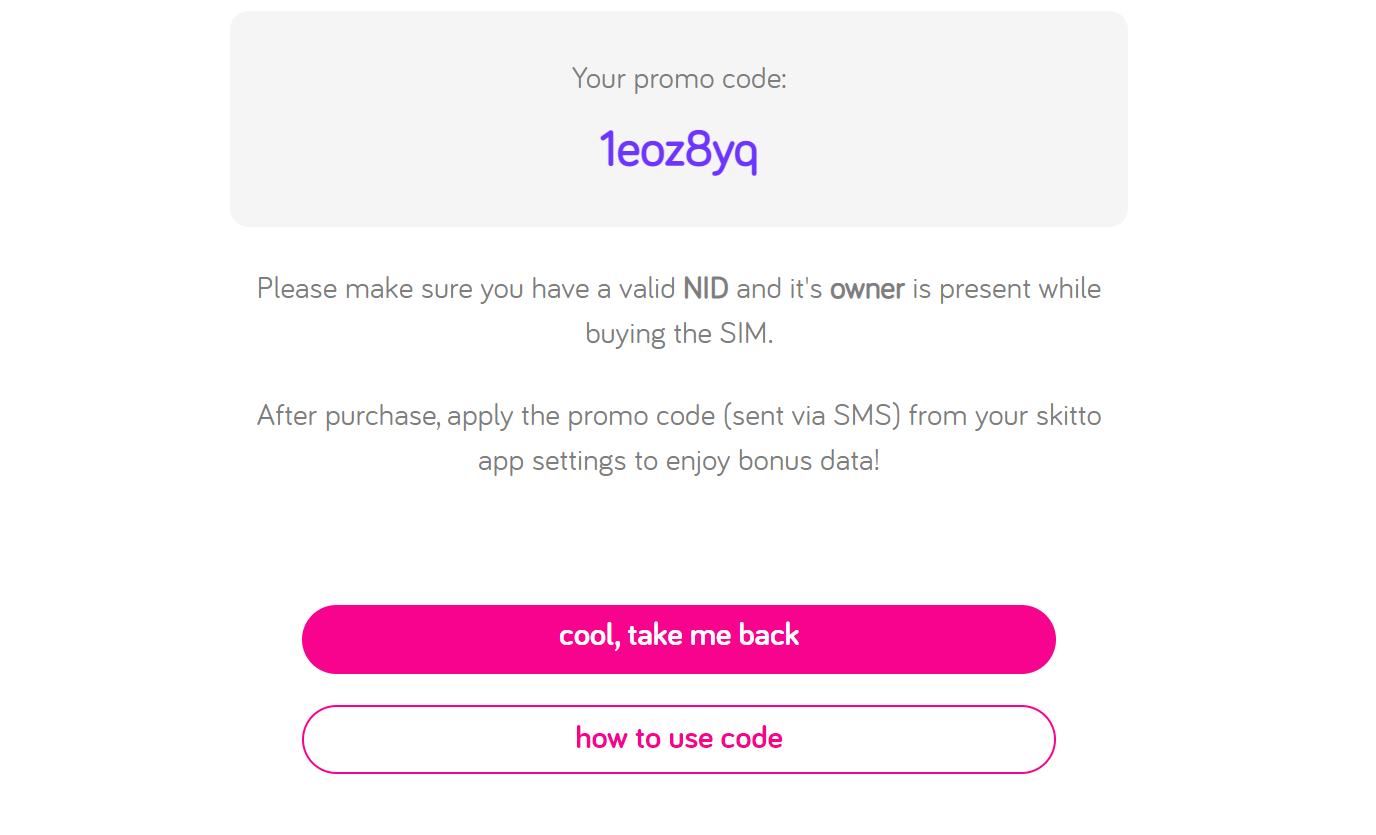 Your promo code:
1eoz8yq
Please make sure you have a valid NID and it's owner is present while
buying the SIM.
After purchase, apply the promo code (sent via SMS) from your skitto
app settings to enjoy bonus data!
cool, take me back
how to use code